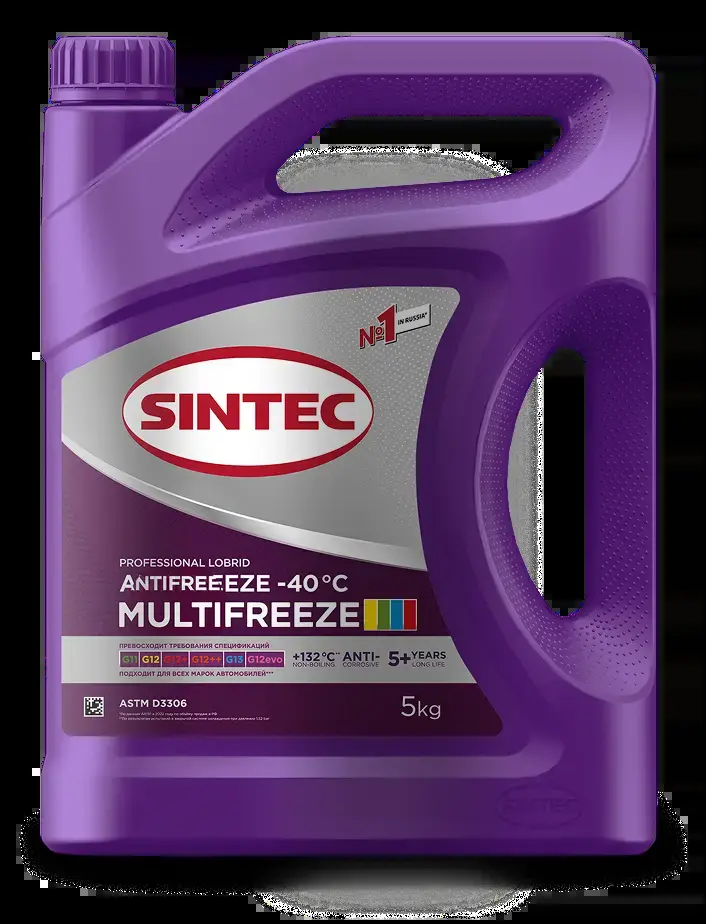 №1 IN RUSSIA*
SINTEC
PROFESSIONAL LOBRID
ANTIFREEZE -40°C
MULTIFREEZE
ПРЕВОСХОДИТ ТРЕБОВАНИЯ СПЕЦИФИКАЦИЙ
G11 G12 G12+ G12++ G13 G12evo
+132°C** ANTI- 5+ YEARS
NON-BOILING CORROSIVE LONG LIFE
ПОДХОДИТ ДЛЯ ВСЕХ МАРОК АВТОМОБИЛЕЙ***
ASTM D3306
5kg
SINTEC